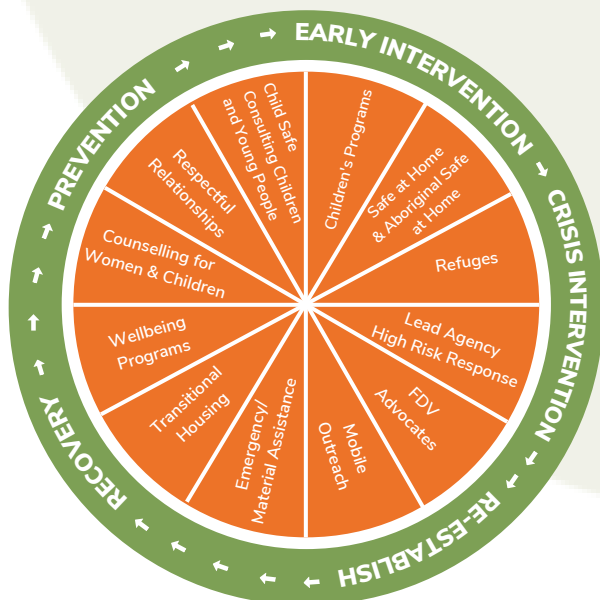 EARLY INTERVENTION
CRISIS INTERVENTION
RE-ESTABLISH
RECOVERY
PREVENTION
Children's Programs
Safe at Home
& Aboriginal Safe
at Home
Refuges
Lead Agency
High Risk Response
FDV
Advocates
Mobile
Outreach
Emergency/
Material Assistance
Transitional
Housing
Wellbeing
Programs
Counselling for
Women & Children
Respectful
Relationships
Child Safe
Consulting Children
and Young People